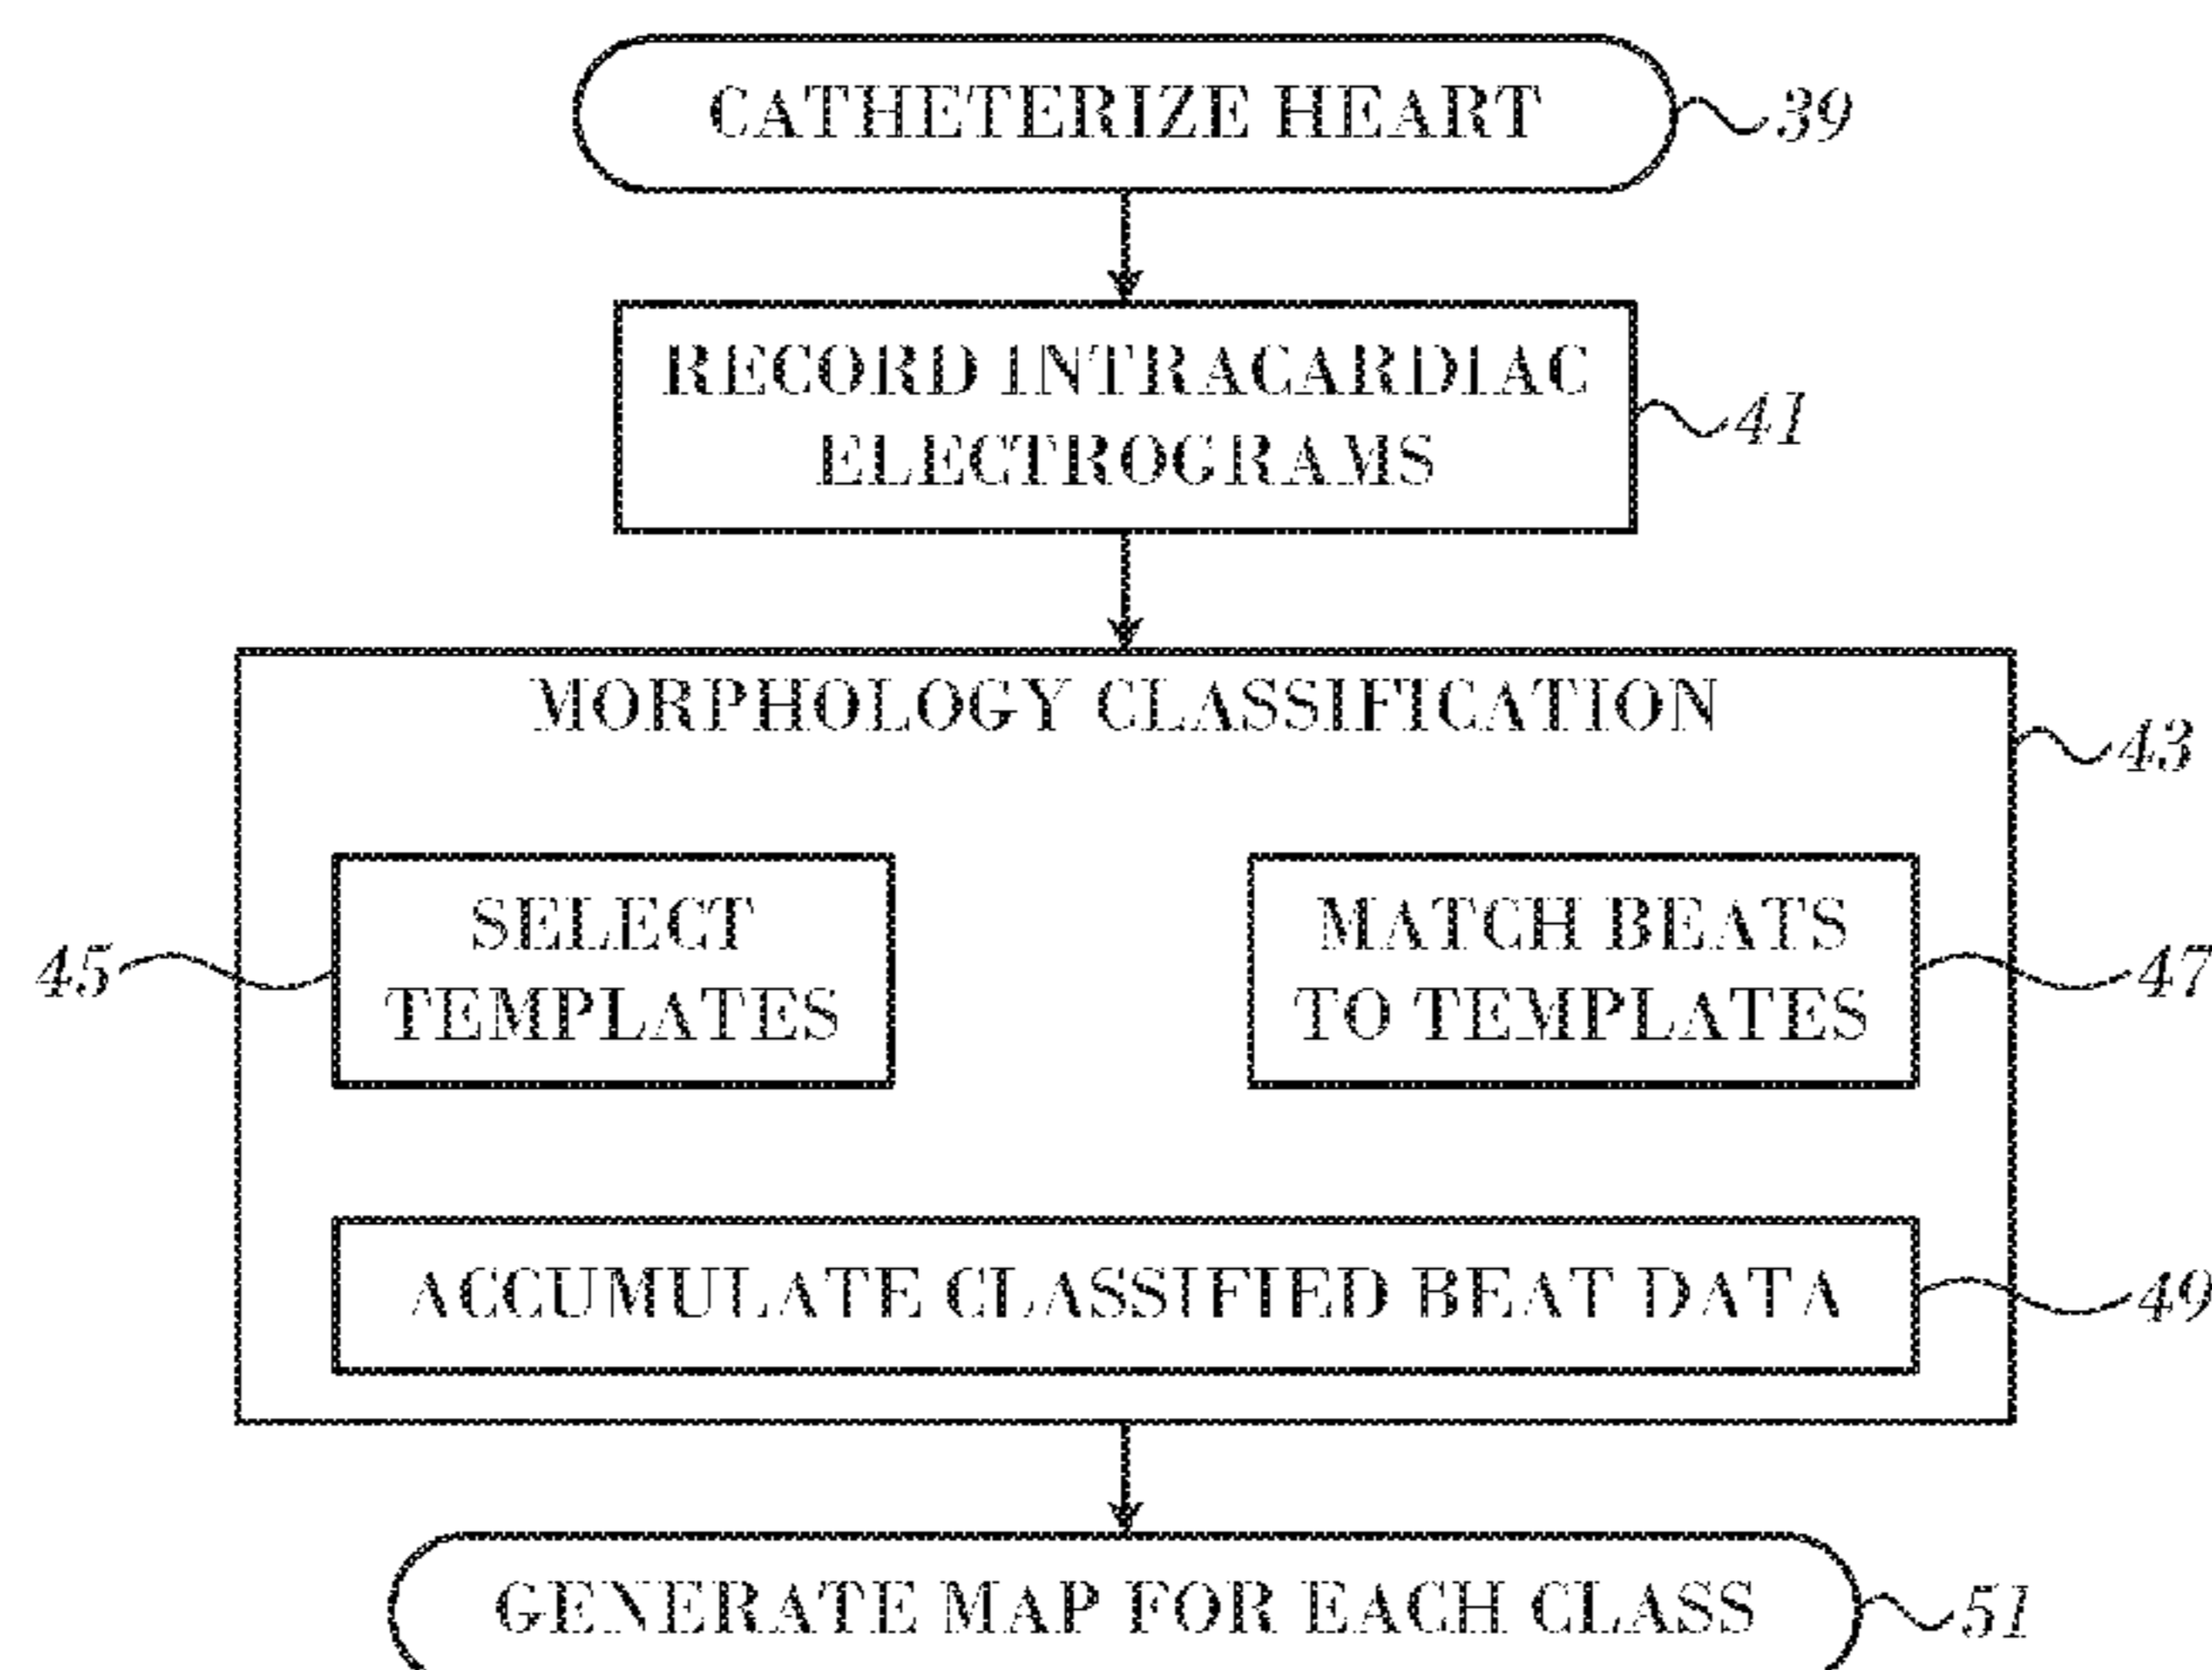 CATHETERIZE HEART
39
RECORD INTRACARDIAC
ELECTROGRAMS
41
MORPHOLOGY CLASSIFICATION
43
45
SELECT
TEMPLATES
MATCH BEATS
TO TEMPLATES
47
ACCUMULATE CLASSIFIED BEAT DATA
49
GENERATE MAP FOR EACH CLASS
51